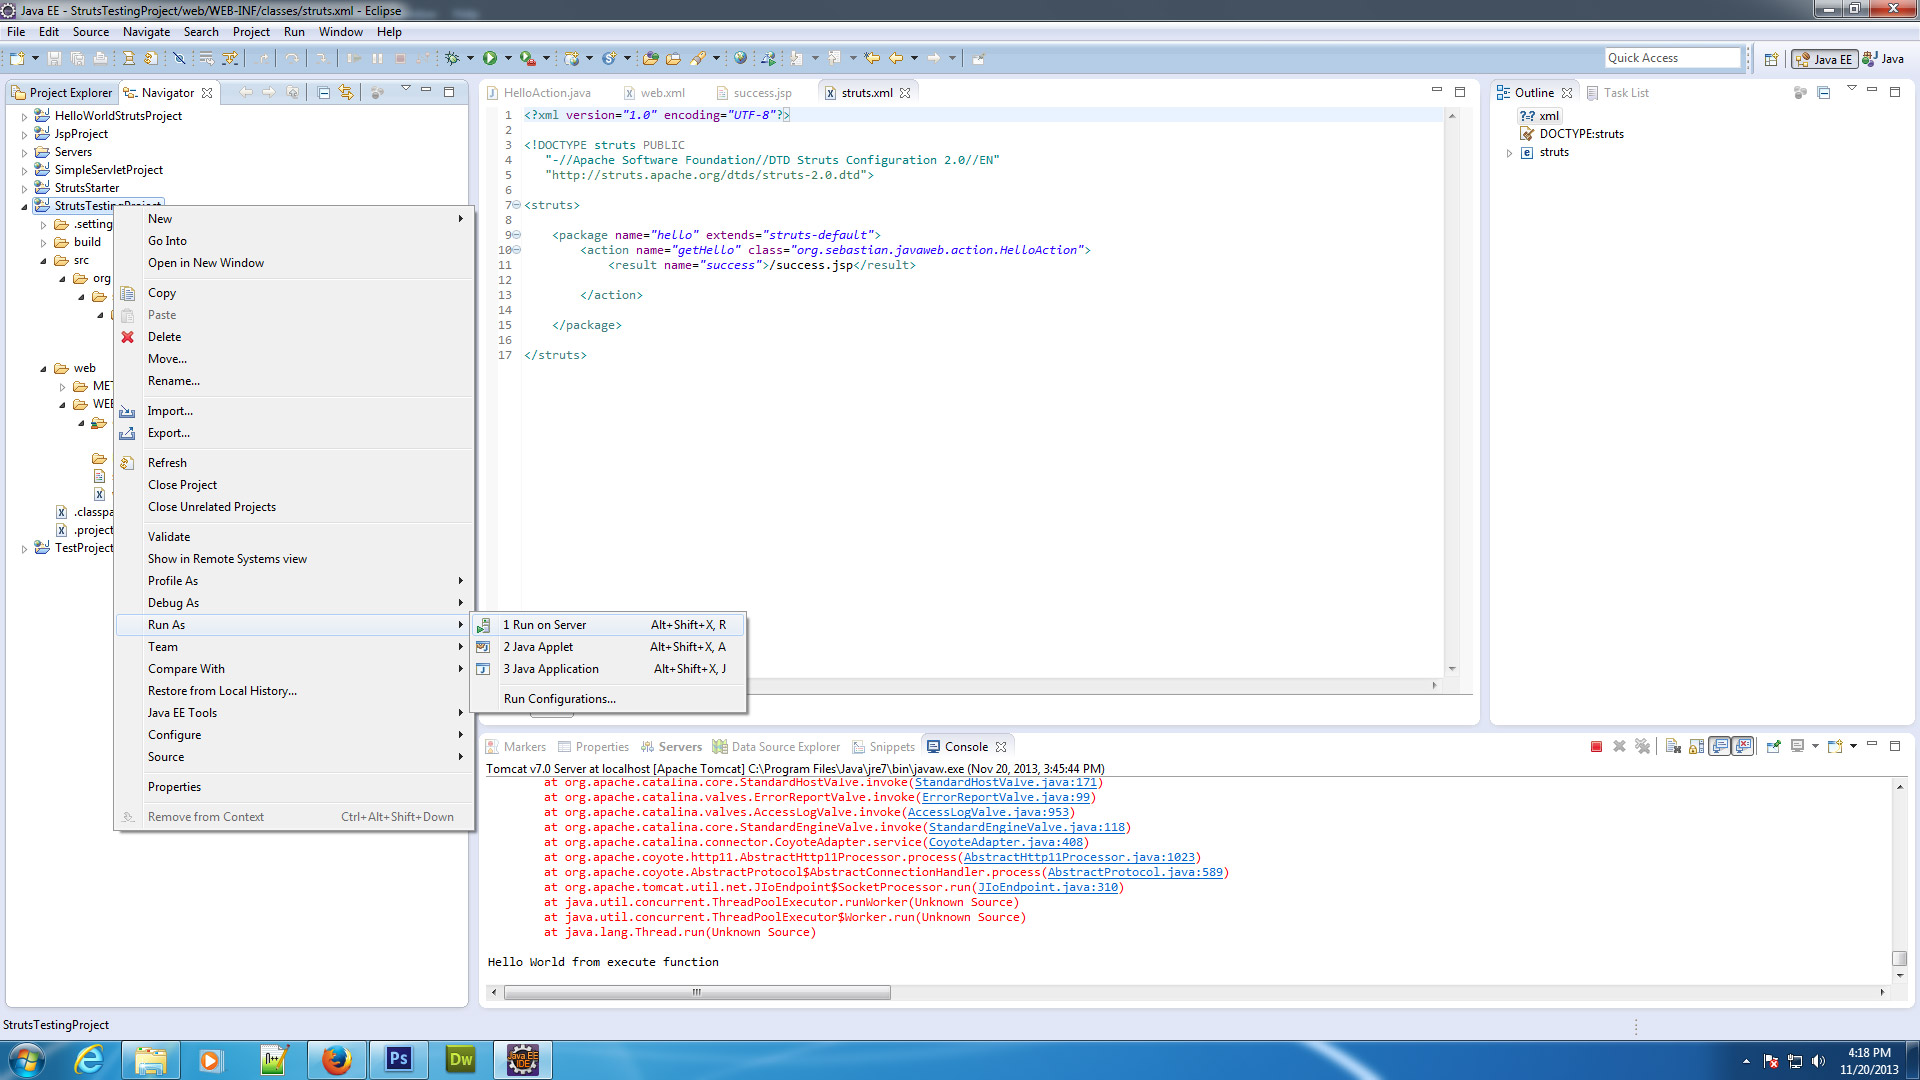 Java EE - StrutsTestingProject/web/WEB-INF/classes/struts.xml - Eclipse
File Edit Source Navigate Search Project Run Window Help
Quick Access
Java EE
Java
Project Explorer
Navigator
HelloWorldStrutsProject
JspProject
Servers
SimpleServletProject
StrutsStarter
StrutsTestingProject
.setting
build
src
org
web
MET
WEB
.classpa
.project
TestProject
New
Go Into
Open in New Window
Copy
Paste
Delete
Move...
Rename...
Import...
Export...
Refresh
Close Project
Close Unrelated Projects
Validate
Show in Remote Systems view
Profile As
Debug As
Run As
Team
Compare With
Restore from Local History...
Java EE Tools
Configure
Source
Properties
Remove from Context Ctrl+Alt+Shift+Down
1 Run on Server Alt+Shift+X, R
2 Java Applet Alt+Shift+X, A
3 Java Application Alt+Shift+X, J
Run Configurations...
HelloAction.java
web.xml
success.jsp
struts.xml
1 <?xml version="1.0" encoding="UTF-8"?>
2
3 <!DOCTYPE struts PUBLIC
4 "-//Apache Software Foundation//DTD Struts Configuration 2.0//EN"
5 "http://struts.apache.org/dtds/struts-2.0.dtd">
6
7 <struts>
8
9 <package name="hello" extends="struts-default">
10 <action name="getHello" class="org.sebastian.javaweb.action.HelloAction">
11 <result name="success">/success.jsp</result>
12
13 </action>
14
15 </package>
16
17 </struts>
Outline
Task List
xml
DOCTYPE:struts
struts
Markers
Properties
Servers
Data Source Explorer
Snippets
Console
Tomcat v7.0 Server at localhost [Apache Tomcat] C:\Program Files\Java\jre7\bin\javaw.exe (Nov 20, 2013, 3:45:44 PM)
at org.apache.catalina.core.StandardHostValve.invoke(StandardHostValve.java:171)
at org.apache.catalina.valves.ErrorReportValve.invoke(ErrorReportValve.java:99)
at org.apache.catalina.valves.AccessLogValve.invoke(AccessLogValve.java:953)
at org.apache.catalina.core.StandardEngineValve.invoke(StandardEngineValve.java:118)
at org.apache.catalina.connector.CoyoteAdapter.service(CoyoteAdapter.java:408)
at org.apache.coyote.http11.AbstractHttp11Processor.process(AbstractHttp11Processor.java:1023)
at org.apache.coyote.AbstractProtocol$AbstractConnectionHandler.process(AbstractProtocol.java:589)
at org.apache.tomcat.util.net.JIoEndpoint$SocketProcessor.run(JIoEndpoint.java:310)
at java.util.concurrent.ThreadPoolExecutor.runWorker(Unknown Source)
at java.util.concurrent.ThreadPoolExecutor$Worker.run(Unknown Source)
at java.lang.Thread.run(Unknown Source)
Hello World from execute function
StrutsTestingProject
Ps
Dw
Java EE
IDE
4:18 PM
11/20/2013